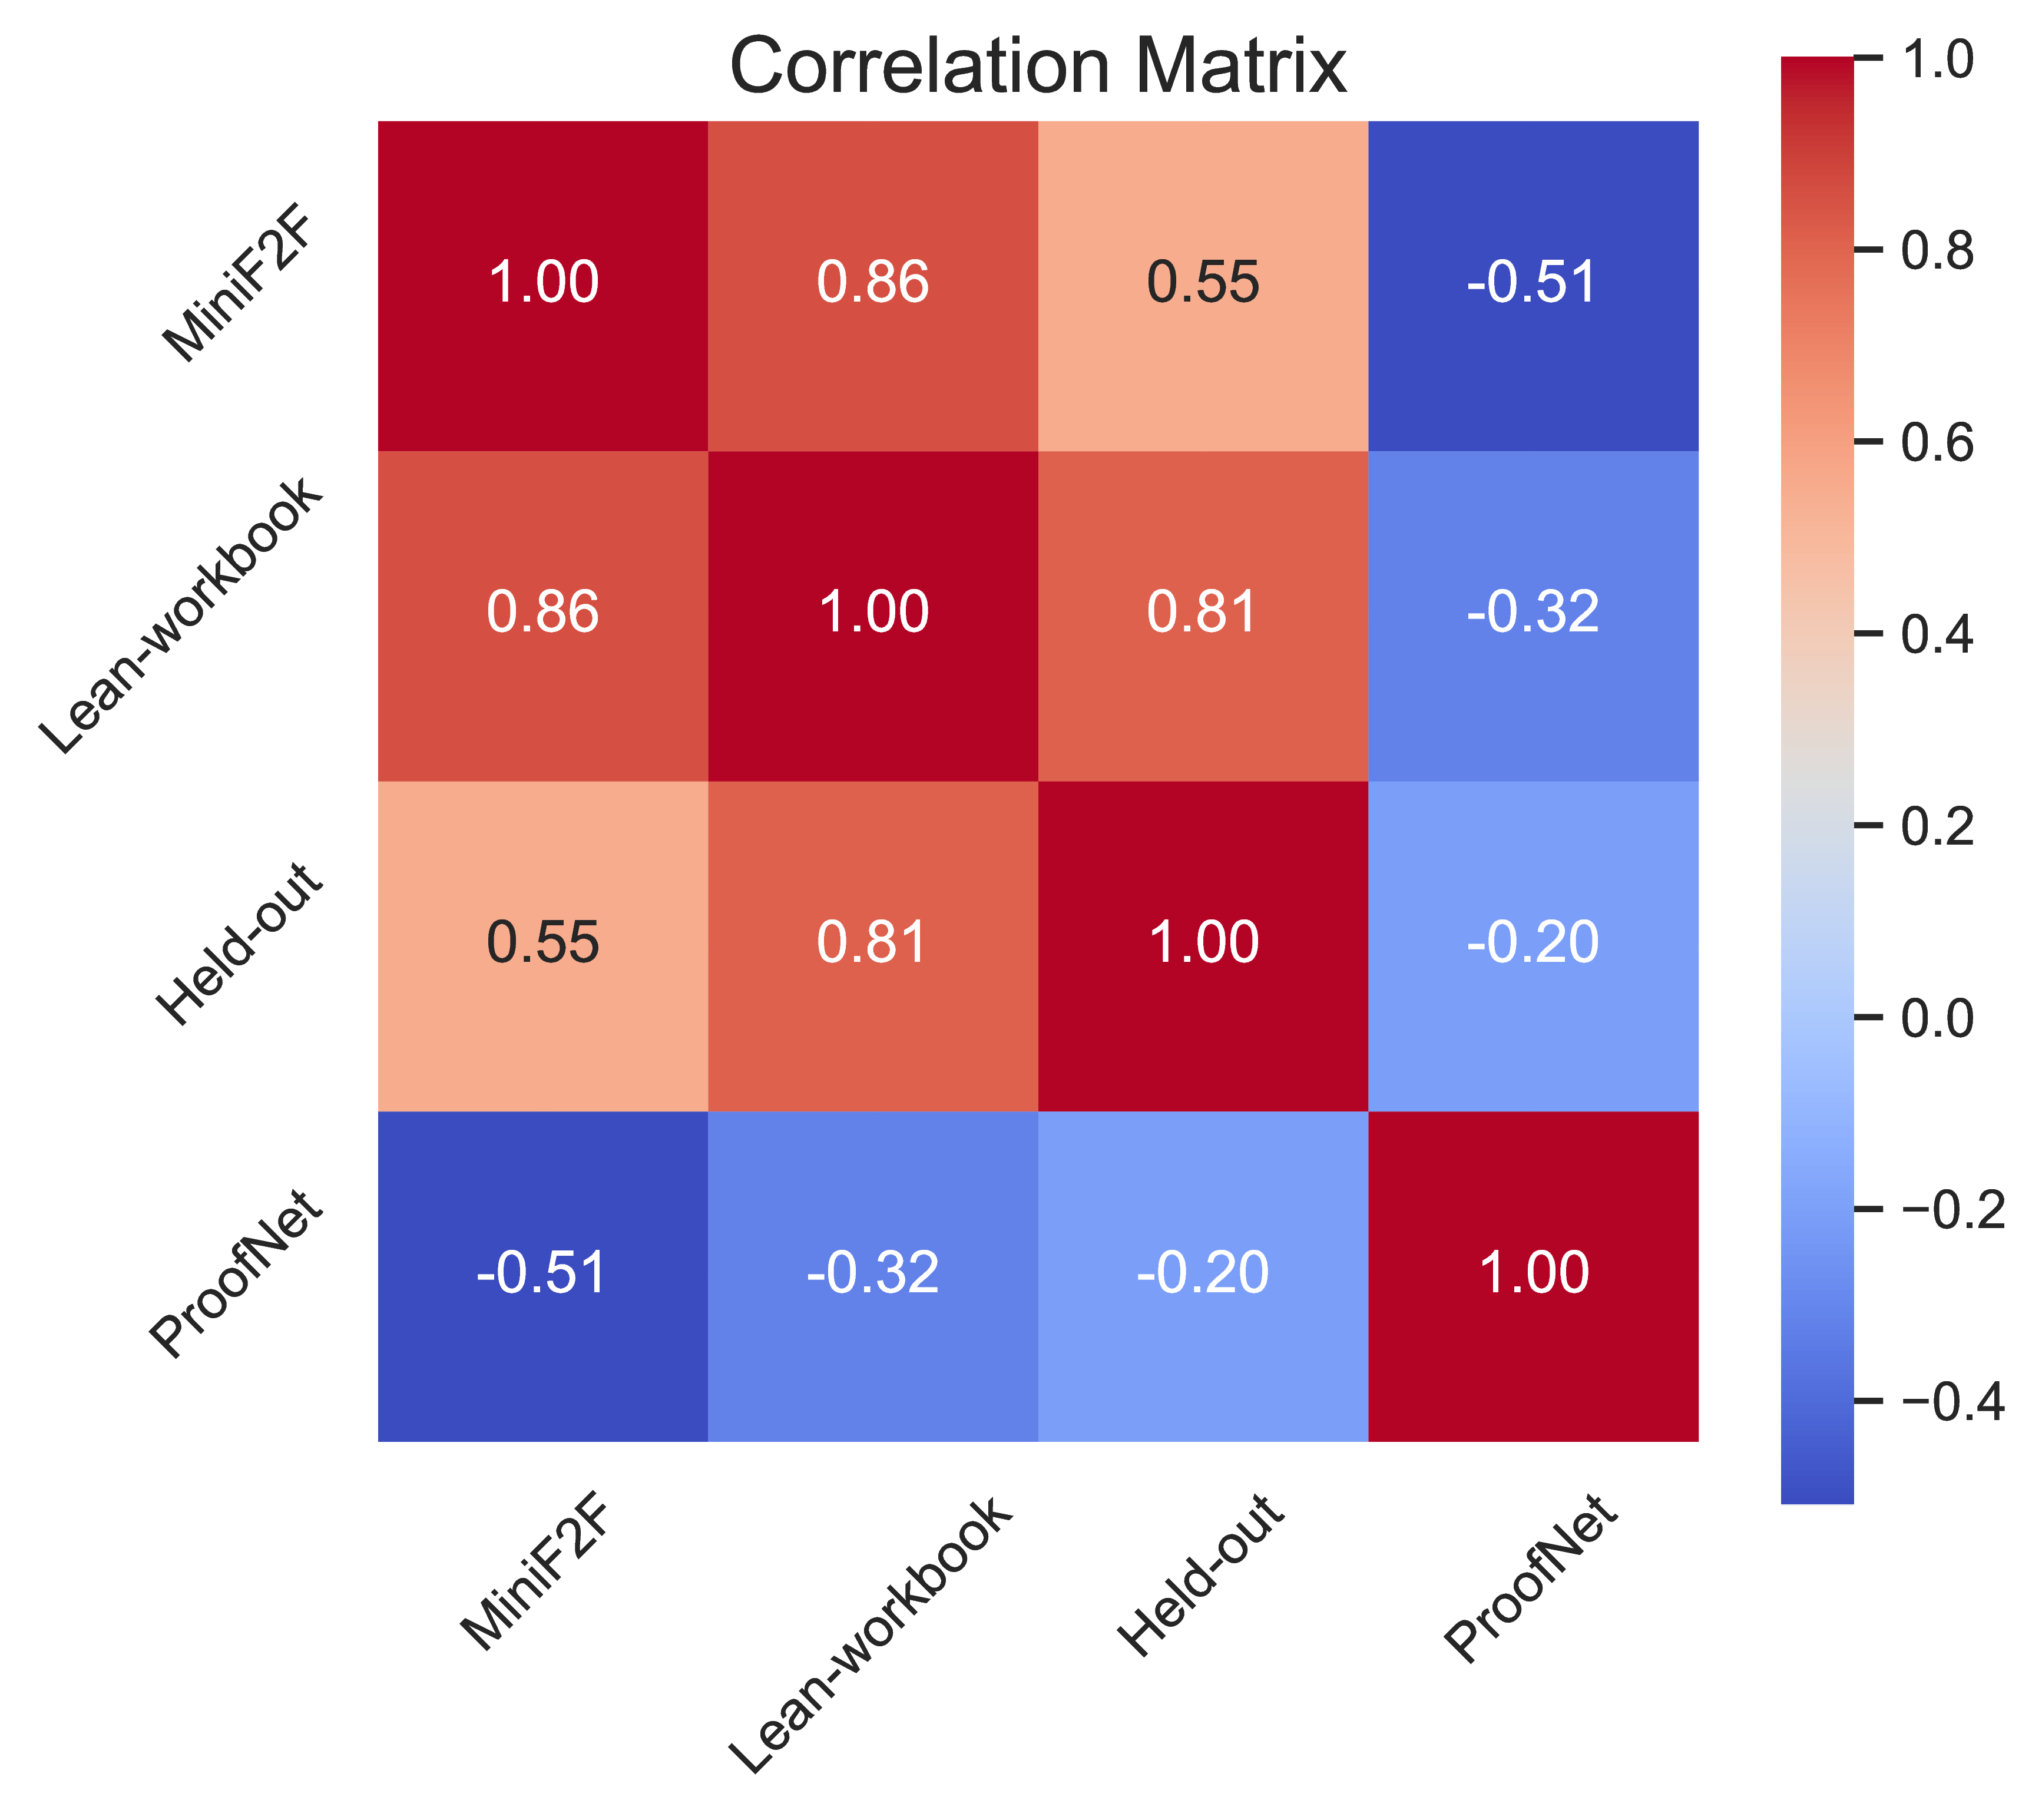 Correlation Matrix
MiniF2F 1.00 0.86 0.55 -0.51
Lean-workbook 0.86 1.00 0.81 -0.32
Held-out 0.55 0.81 1.00 -0.20
ProofNet -0.51 -0.32 -0.20 1.00
MiniF2F Lean-workbook Held-out ProofNet
1.0
0.8
0.6
0.4
0.2
0.0
−0.2
−0.4